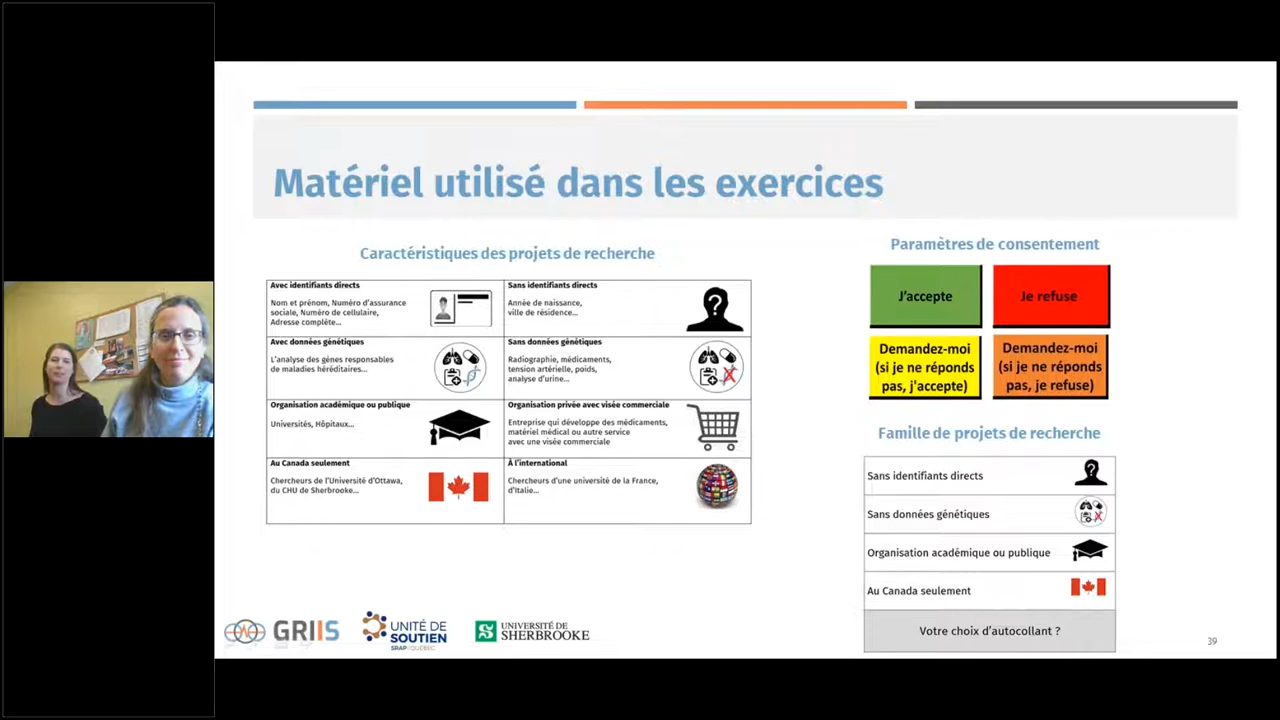 Matériel utilisé dans les exercices
Caractéristiques des projets de recherche
Avec identifiants directs
Nom et prénom, Numéro d'assurance
sociale, Numéro de cellulaire,
Adresse complète...
Sans identifiants directs
Année de naissance,
ville de résidence...
Avec données génétiques
L'analyse des gènes responsables
de maladies héréditaires...
Sans données génétiques
Radiographie, médicaments,
tension artérielle, poids,
analyse d'urine...
Organisation académique ou publique
Universités, Hôpitaux...
Organisation privée avec visée commerciale
Entreprise qui développe des médicaments,
matériel médical ou autre service
avec une visée commerciale
Au Canada seulement
Chercheurs de l'Université d'Ottawa,
du CHU de Sherbrooke...
À l'international
Chercheurs d'une université de la France,
d'Italie...
Paramètres de consentement
J'accepte
Je refuse
Demandez-moi
(si je ne réponds
pas, j'accepte)
Demandez-moi
(si je ne réponds
pas, je refuse)
Famille de projets de recherche
Sans identifiants directs
Sans données génétiques
Organisation académique ou publique
Au Canada seulement
Votre choix d'autocollant ?
GRIIS
UNITÉ DE
SOUTIEN
SRAP | QUÉBEC
UNIVERSITÉ DE
SHERBROOKE
39